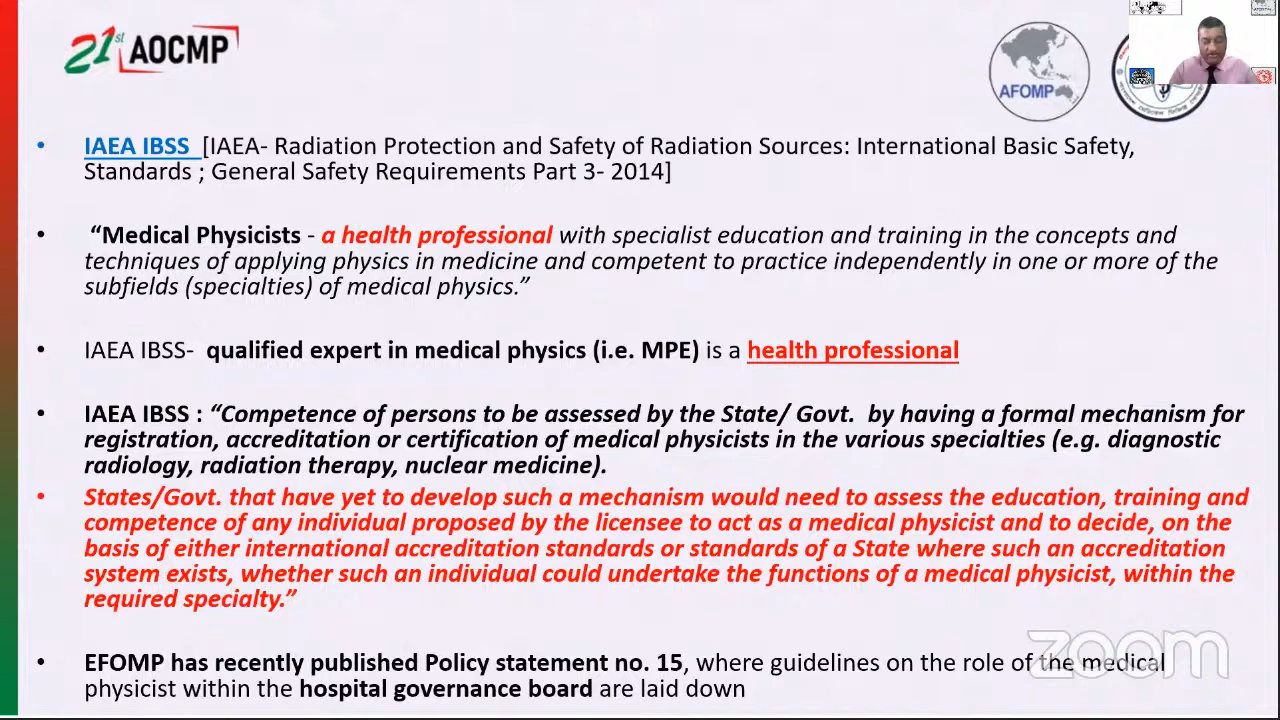 21st AOCMP
AFOMP
• IAEA IBSS [IAEA- Radiation Protection and Safety of Radiation Sources: International Basic Safety,
Standards ; General Safety Requirements Part 3- 2014]
• “Medical Physicists - a health professional with specialist education and training in the concepts and
techniques of applying physics in medicine and competent to practice independently in one or more of the
subfields (specialties) of medical physics.”
• IAEA IBSS- qualified expert in medical physics (i.e. MPE) is a health professional
• IAEA IBSS : “Competence of persons to be assessed by the State/ Govt. by having a formal mechanism for
registration, accreditation or certification of medical physicists in the various specialties (e.g. diagnostic
radiology, radiation therapy, nuclear medicine).
• States/Govt. that have yet to develop such a mechanism would need to assess the education, training and
competence of any individual proposed by the licensee to act as a medical physicist and to decide, on the
basis of either international accreditation standards or standards of a State where such an accreditation
system exists, whether such an individual could undertake the functions of a medical physicist, within the
required specialty.”
• EFOMP has recently published Policy statement no. 15, where guidelines on the role of the medical
physicist within the hospital governance board are laid down
zoom